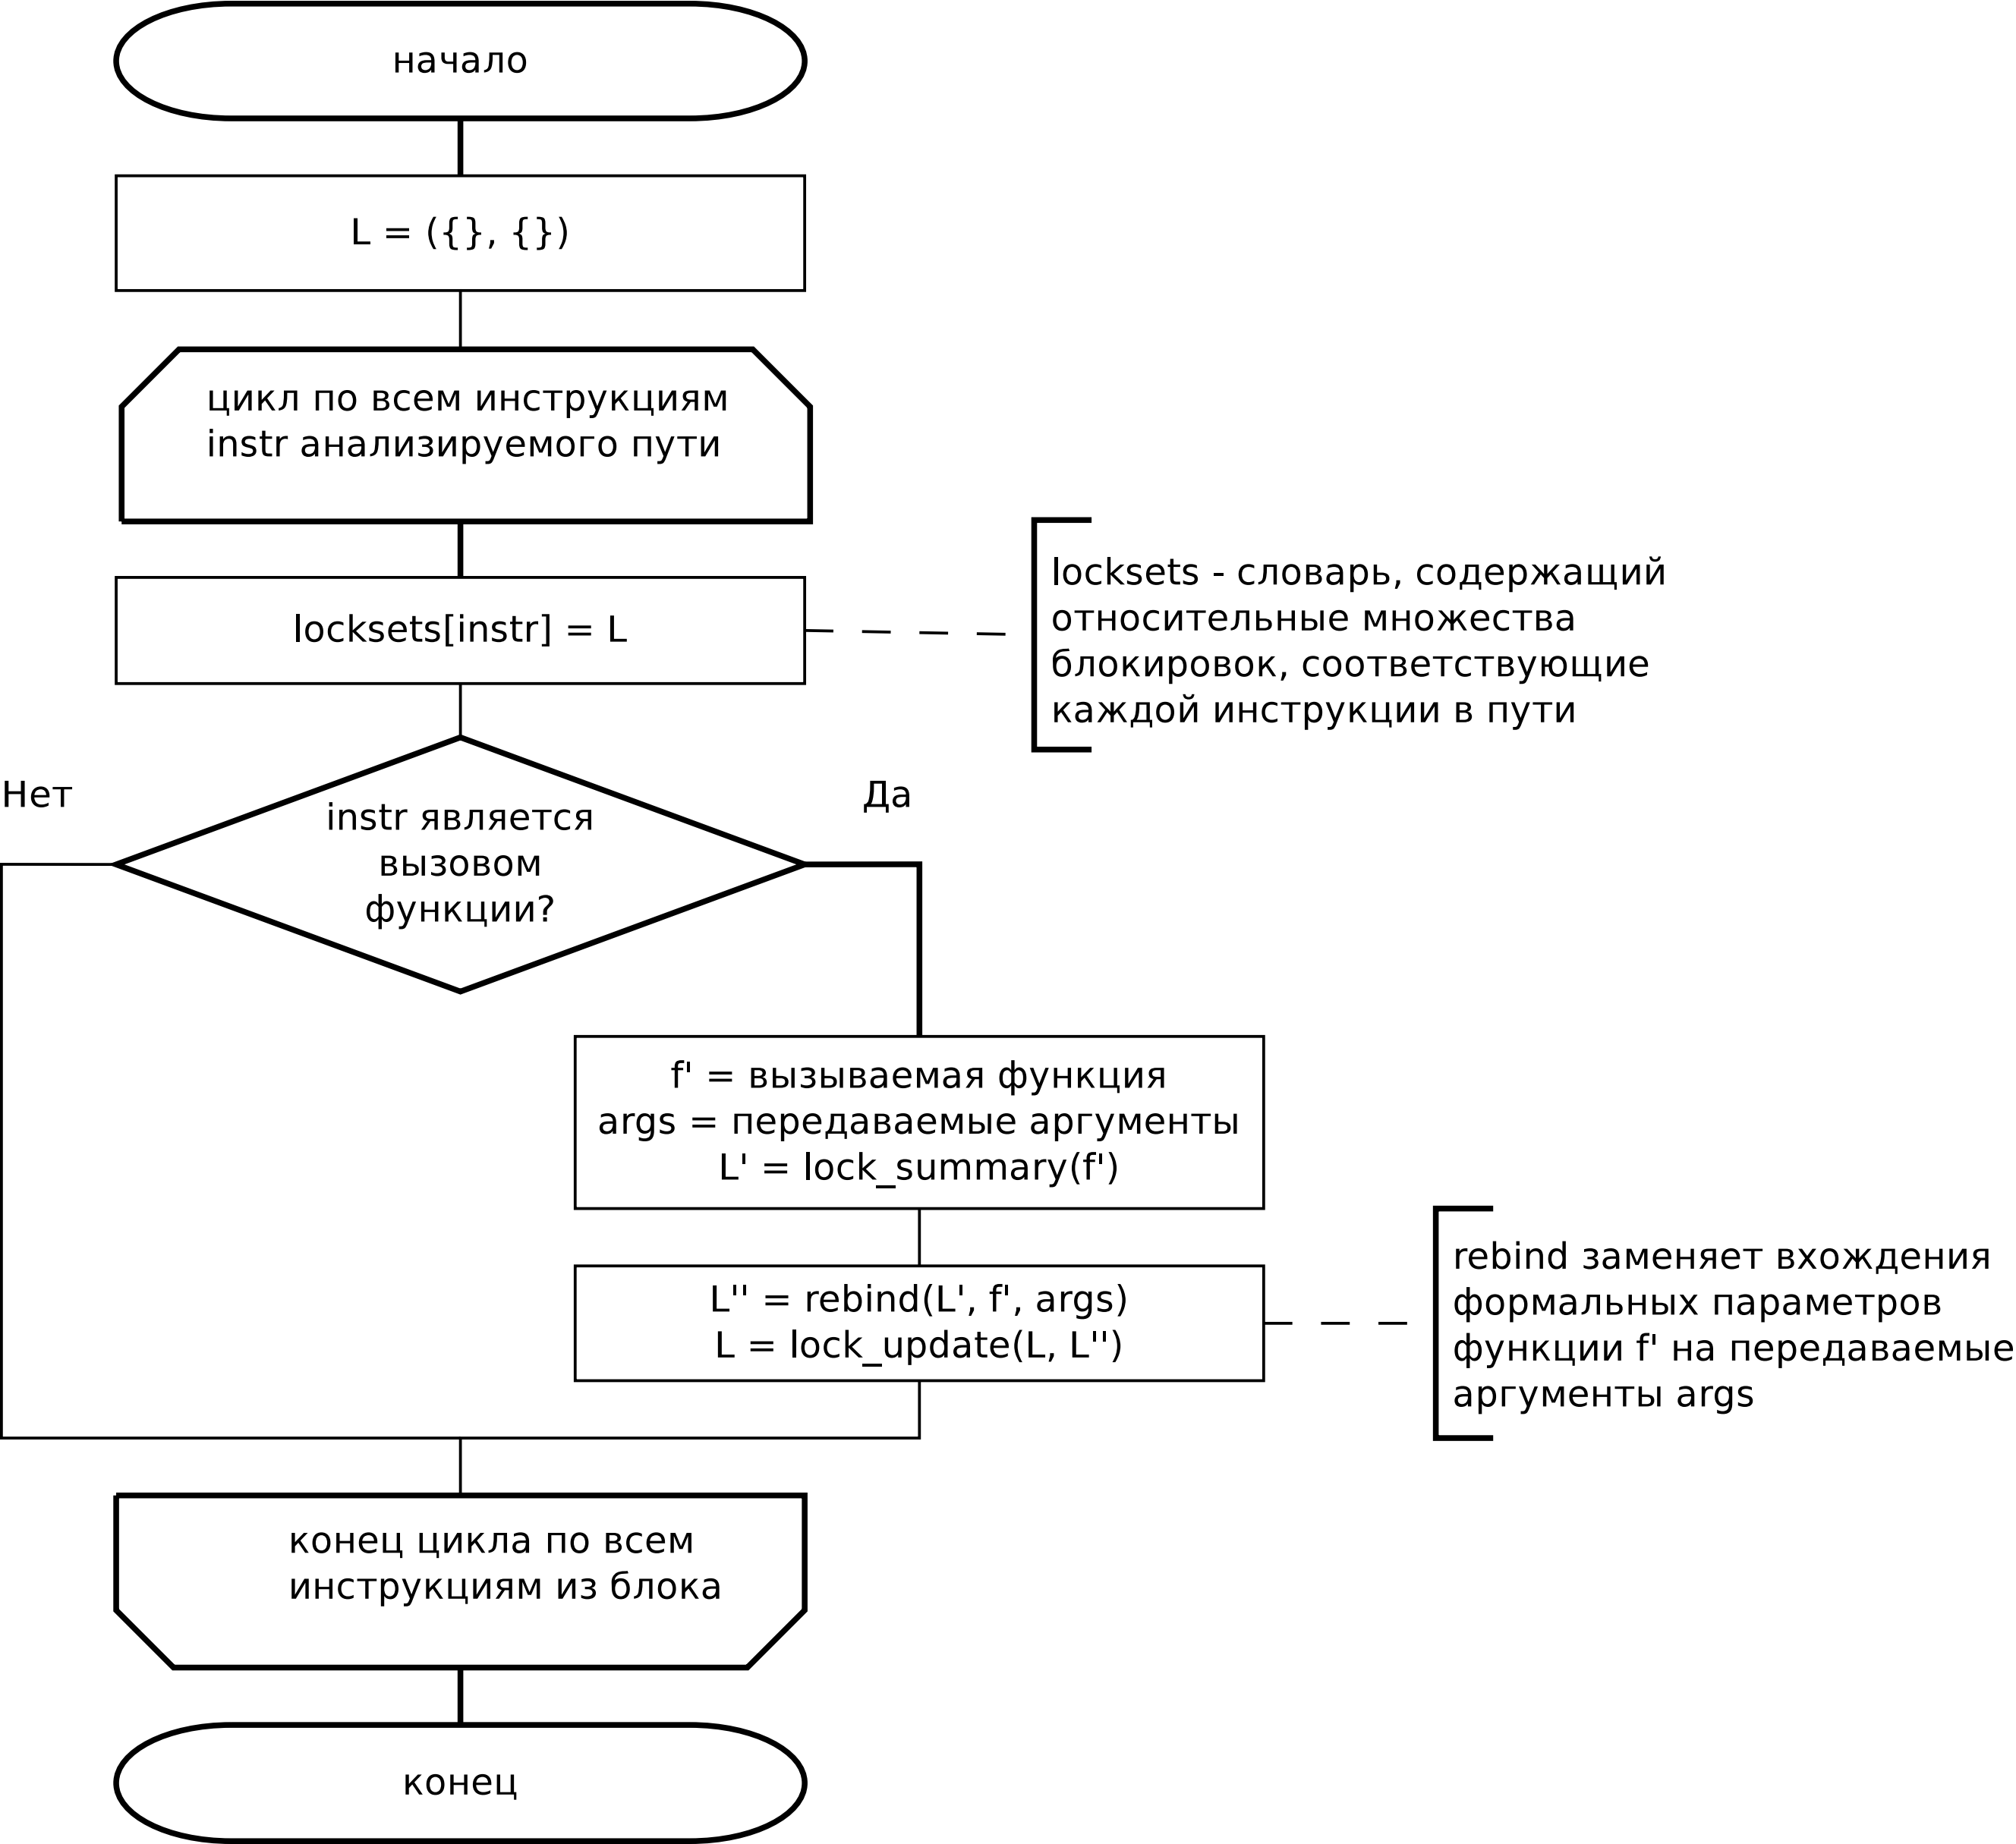 начало
L = ({}, {})
цикл по всем инструкциям
instr анализируемого пути
locksets[instr] = L
locksets - словарь, содержащий
относительные множества
блокировок, соответствующие
каждой инструкции в пути
Нет
Да
instr является
вызовом
функции?
f' = вызываемая функция
args = передаваемые аргументы
L' = lock_summary(f')
L'' = rebind(L', f', args)
L = lock_update(L, L'')
rebind заменяет вхождения
формальных параметров
функции f' на передаваемые
аргументы args
конец цикла по всем
инструкциям из блока
конец